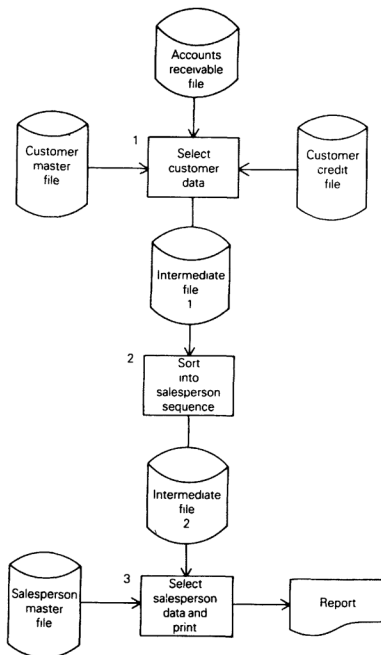 Accounts
receivable
file
Customer
master
file
1
Select
customer
data
Customer
credit
file
Intermediate
file
1
2
Sort
into
salesperson
sequence
Intermediate
file
2
Salesperson
master
file
3
Select
salesperson
data and
print
Report